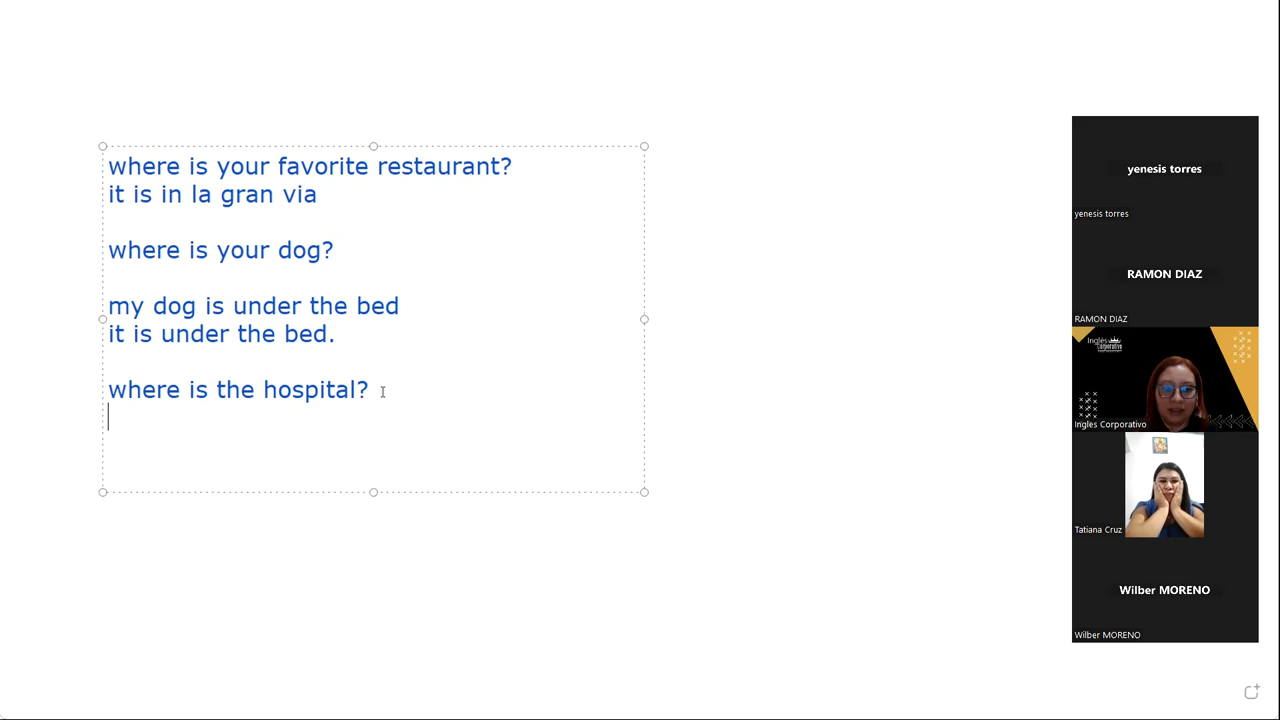 where is your favorite restaurant?
it is in la gran via
where is your dog?
my dog is under the bed
it is under the bed.
where is the hospital?
yenesis torres
yenesis torres
RAMON DIAZ
RAMON DIAZ
Inglés
Corporativo
Ingles Corporativo
Tatiana Cruz
Wilber MORENO
Wilber MORENO